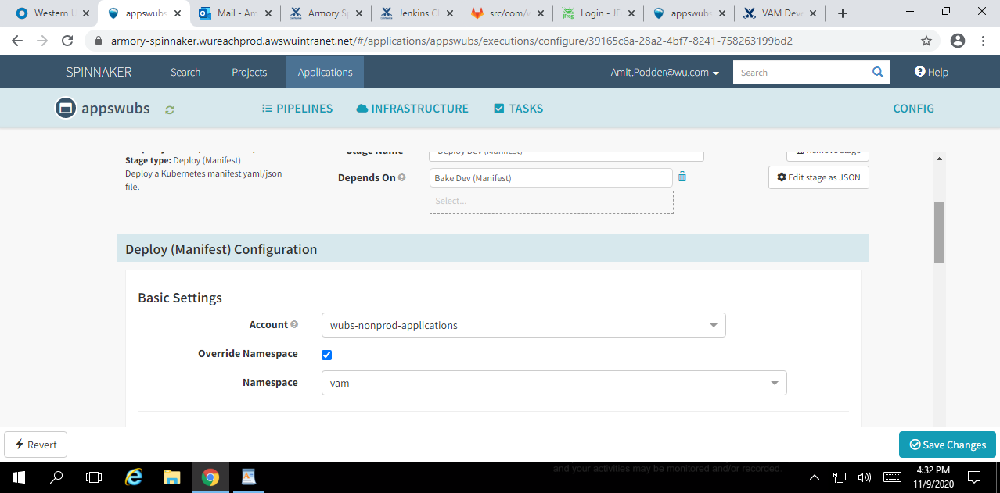 Western U
appswubs
Mail - Am
Armory Sp
Jenkins Cl
src/com/w
Login - JF
appswubs
VAM Deve
armory-spinnaker.wureachprod.awswuintranet.net/#/applications/appswubs/executions/configure/39165c6a-28a2-4bf7-8241-758263199bd2
SPINNAKER Search Projects Applications Amit.Podder@wu.com Search Help
appswubs PIPELINES INFRASTRUCTURE TASKS CONFIG
Stage Name Deploy Dev (Manifest) Remove stage
Stage type: Deploy (Manifest)
Deploy a Kubernetes manifest yaml/json
file.
Depends On Bake Dev (Manifest) Edit stage as JSON
Select...
Deploy (Manifest) Configuration
Basic Settings
Account wubs-nonprod-applications
Override Namespace
Namespace vam
Revert Save Changes
and your activities may be monitored and/or recorded.
4:32 PM
11/9/2020